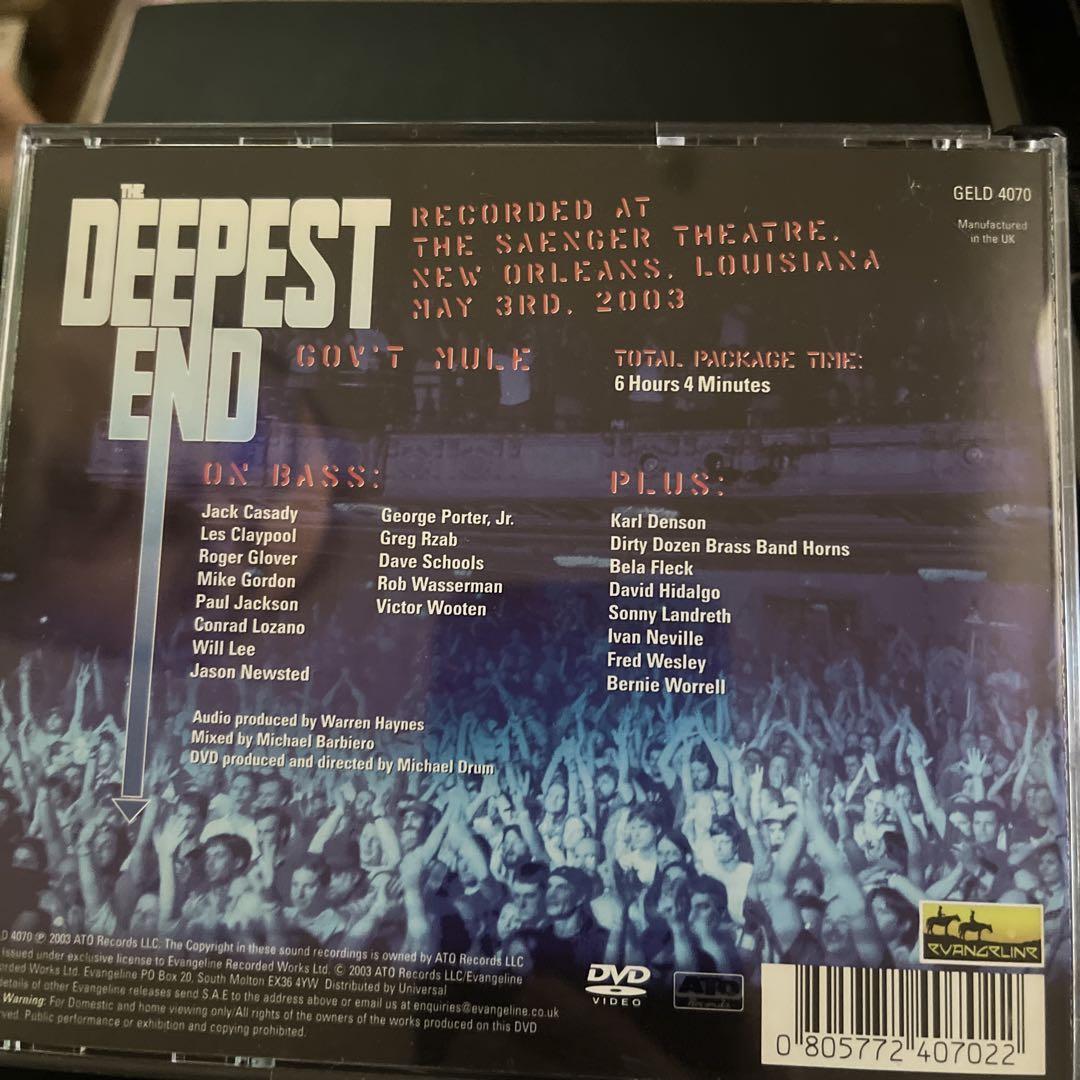 THE
DEEPEST
END
RECORDED AT
THE SAENGER THEATRE,
NEW ORLEANS, LOUISIANA
MAY 3RD, 2003
GELD 4070
Manufactured
in the UK
GOV'T MULE
TOTAL PACKAGE TIME:
6 Hours 4 Minutes
ON BASS:
Jack Casady
Les Claypool
Roger Glover
Mike Gordon
Paul Jackson
Conrad Lozano
Will Lee
Jason Newsted
George Porter, Jr.
Greg Rzab
Dave Schools
Rob Wasserman
Victor Wooten
PLUS:
Karl Denson
Dirty Dozen Brass Band Horns
Bela Fleck
David Hidalgo
Sonny Landreth
Ivan Neville
Fred Wesley
Bernie Worrell
Audio produced by Warren Haynes
Mixed by Michael Barbiero
DVD produced and directed by Michael Drum
D 4070 ℗ 2003 ATO Records LLC. The Copyright in these sound recordings is owned by ATO Records LLC
issued under exclusive license to Evangeline Recorded Works Ltd. © 2003 ATO Records LLC/Evangeline
Works Ltd. Evangeline PO Box 20, South Molton EX36 4YW Distributed by Universal
details of other Evangeline releases send S.A.E to the address above or email us at enquiries@evangeline.co.uk
Warning: For Domestic and home viewing only/All rights of the owners of the works produced on this DVD
Public performance or exhibition and copying prohibited.
DVD
VIDEO
ATO
Records
EVANGELINE
0 805772 407022